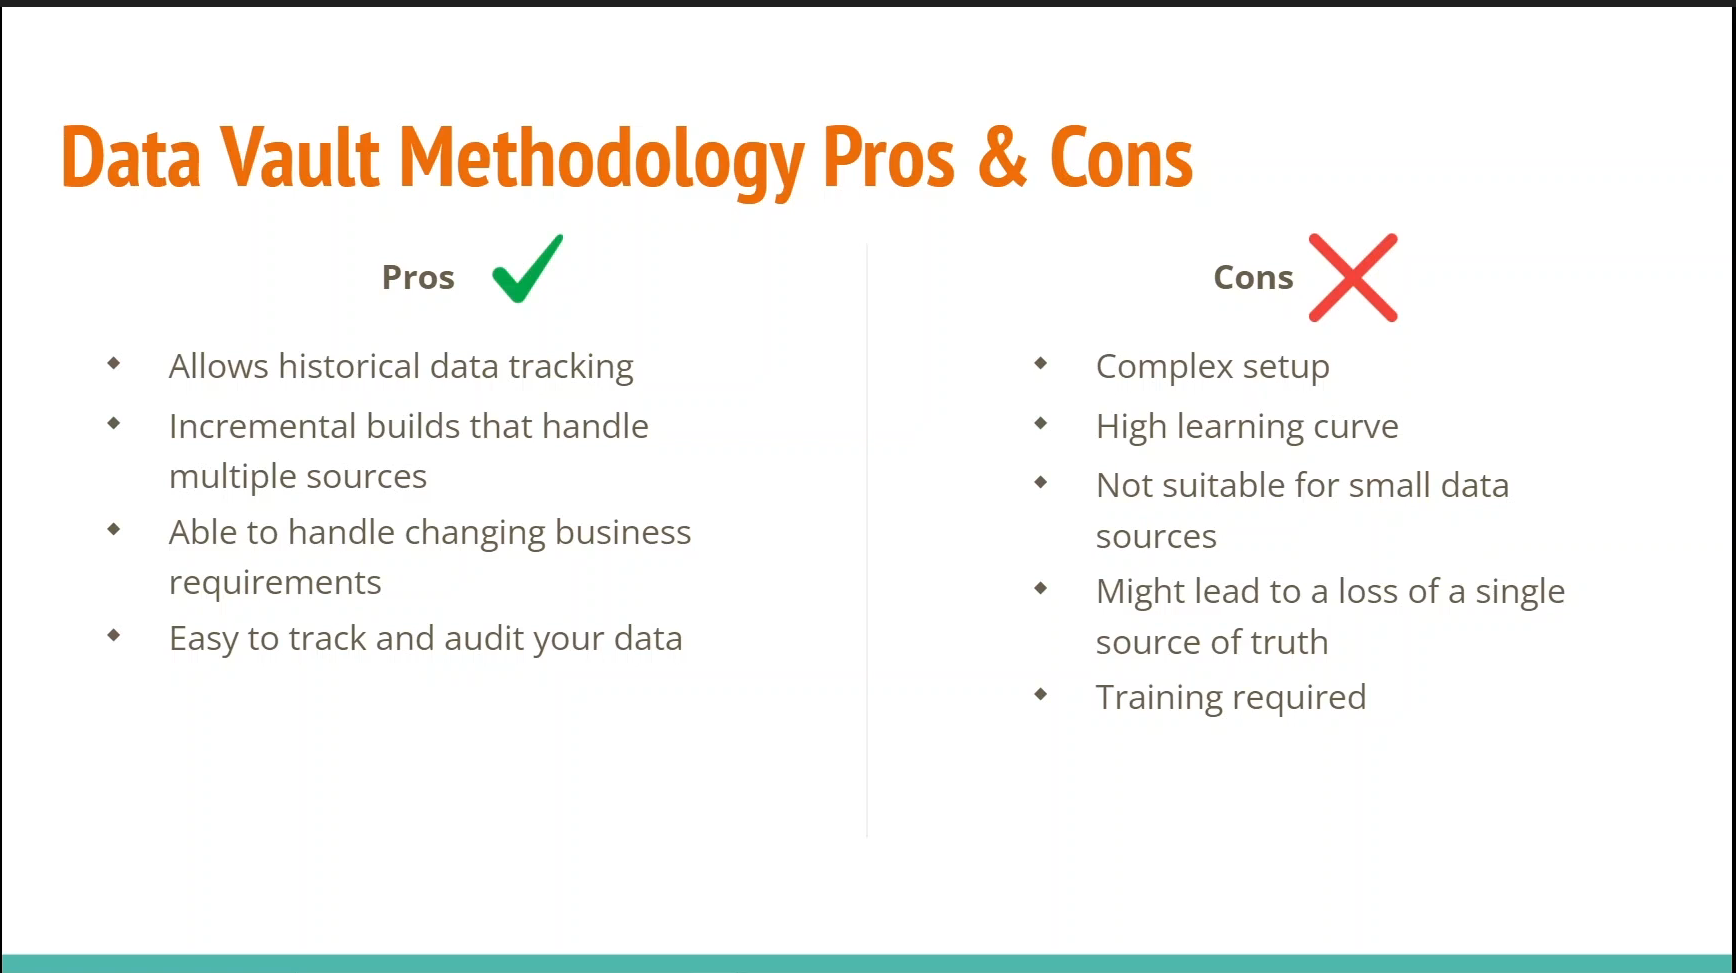 Data Vault Methodology Pros & Cons
Pros
Allows historical data tracking
Incremental builds that handle
multiple sources
Able to handle changing business
requirements
Easy to track and audit your data
Cons
Complex setup
High learning curve
Not suitable for small data
sources
Might lead to a loss of a single
source of truth
Training required